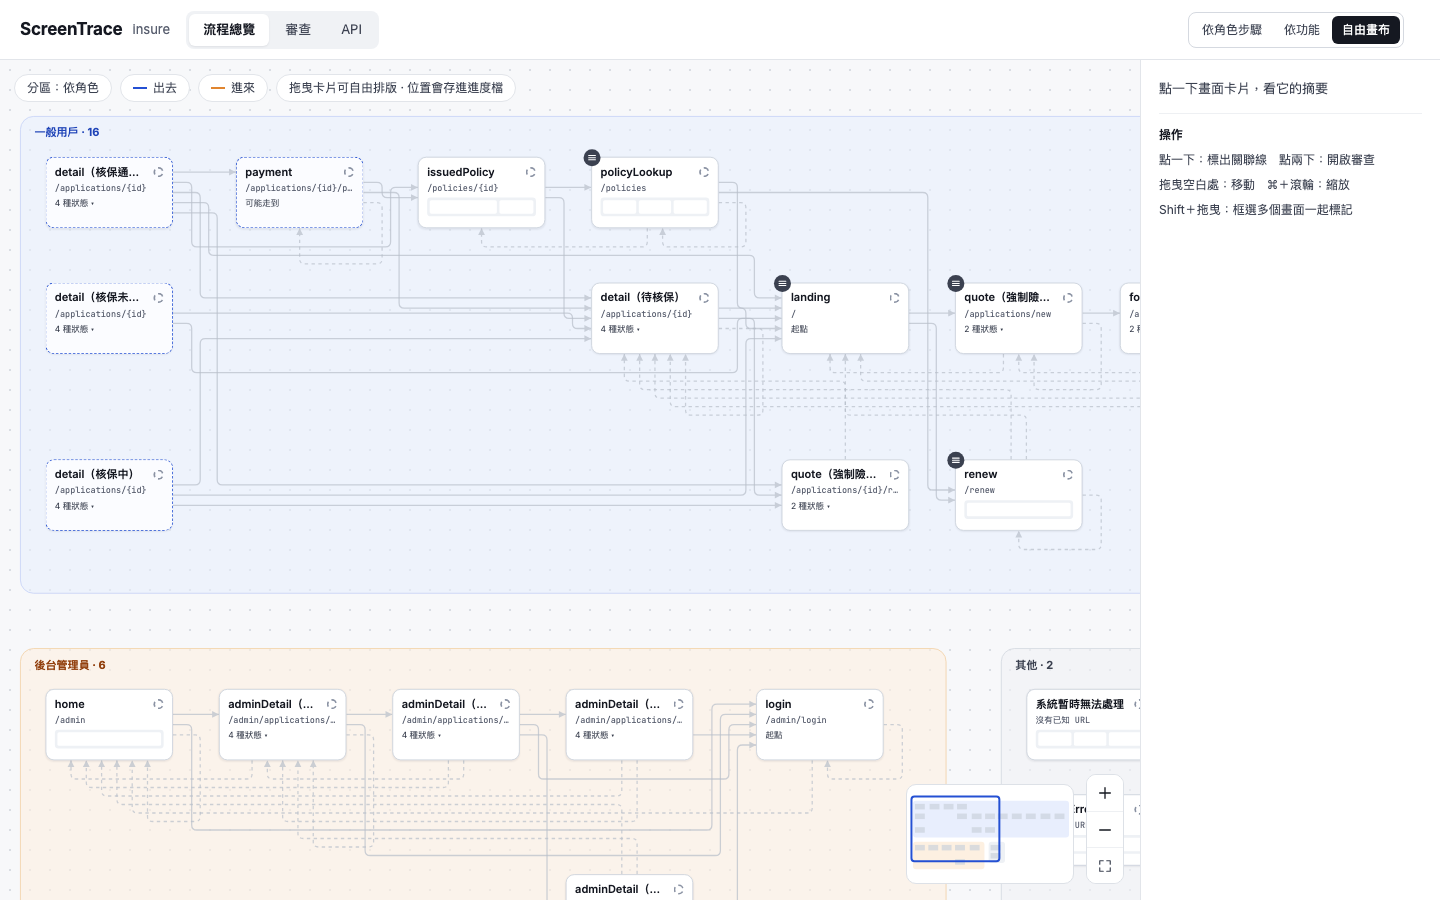 ScreenTrace Insure 流程總覽 審查 API 依角色步驟 依功能 自由畫布
分區：依角色 出去 進來 拖曳卡片可自由排版 · 位置會存進進度檔
點一下畫面卡片，看它的摘要
操作
點一下：標出關聯線 點兩下：開啟審查
拖曳空白處：移動 ⌘＋滾輪：縮放
Shift＋拖曳：框選多個畫面一起標記
一般用戶 · 16
detail（核保通…
/applications/{id}
4 種狀態
payment
/applications/{id}/p…
可能走到
issuedPolicy
/policies/{id}
policyLookup
/policies
detail（核保未…
/applications/{id}
4 種狀態
detail（待核保）
/applications/{id}
4 種狀態
landing
/
起點
quote（強制險…
/applications/new
2 種狀態
fo
/a
2 種
detail（核保中）
/applications/{id}
4 種狀態
quote（強制險…
/applications/{id}/r…
2 種狀態
renew
/renew
後台管理員 · 6
home
/admin
adminDetail（…
/admin/applications/…
4 種狀態
adminDetail（…
/admin/applications/…
4 種狀態
adminDetail（…
/admin/applications/…
4 種狀態
login
/admin/login
起點
adminDetail（…
其他 · 2
系統暫時無法處理
沒有已知 URL